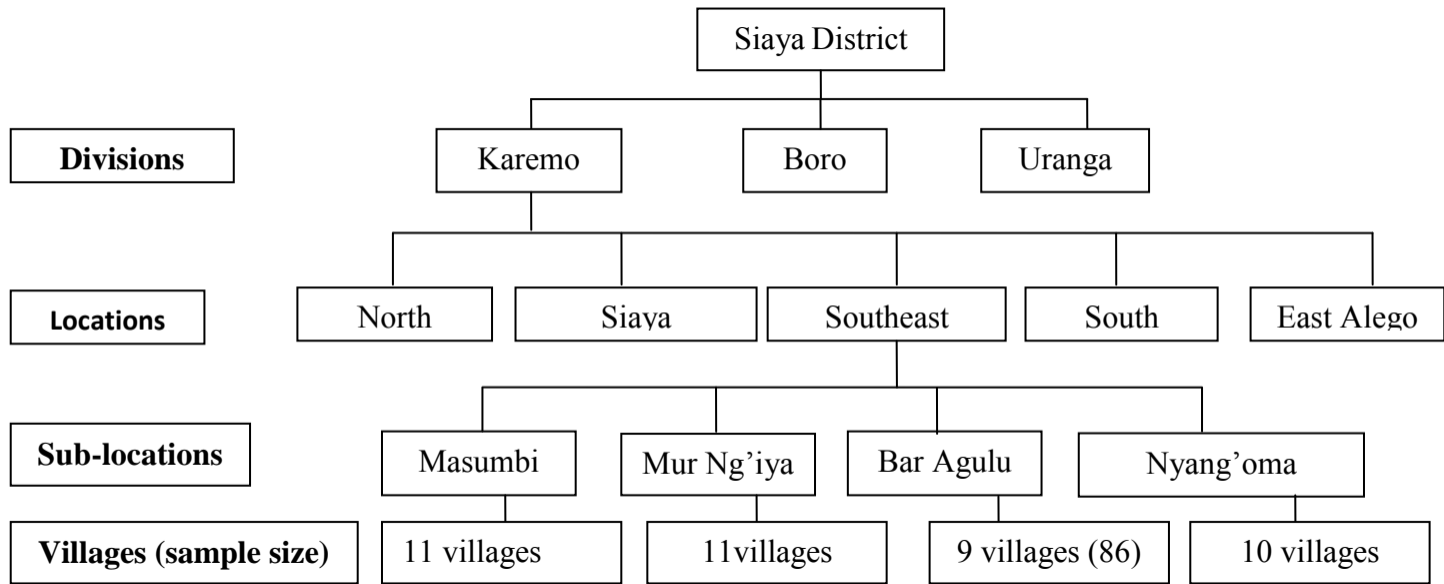 Siaya District
Divisions
Karemo
Boro
Uranga
Locations
North
Siaya
Southeast
South
East Alego
Sub-locations
Masumbi
Mur Ng’iya
Bar Agulu
Nyang’oma
Villages (sample size)
11 villages
11villages
9 villages (86)
10 villages